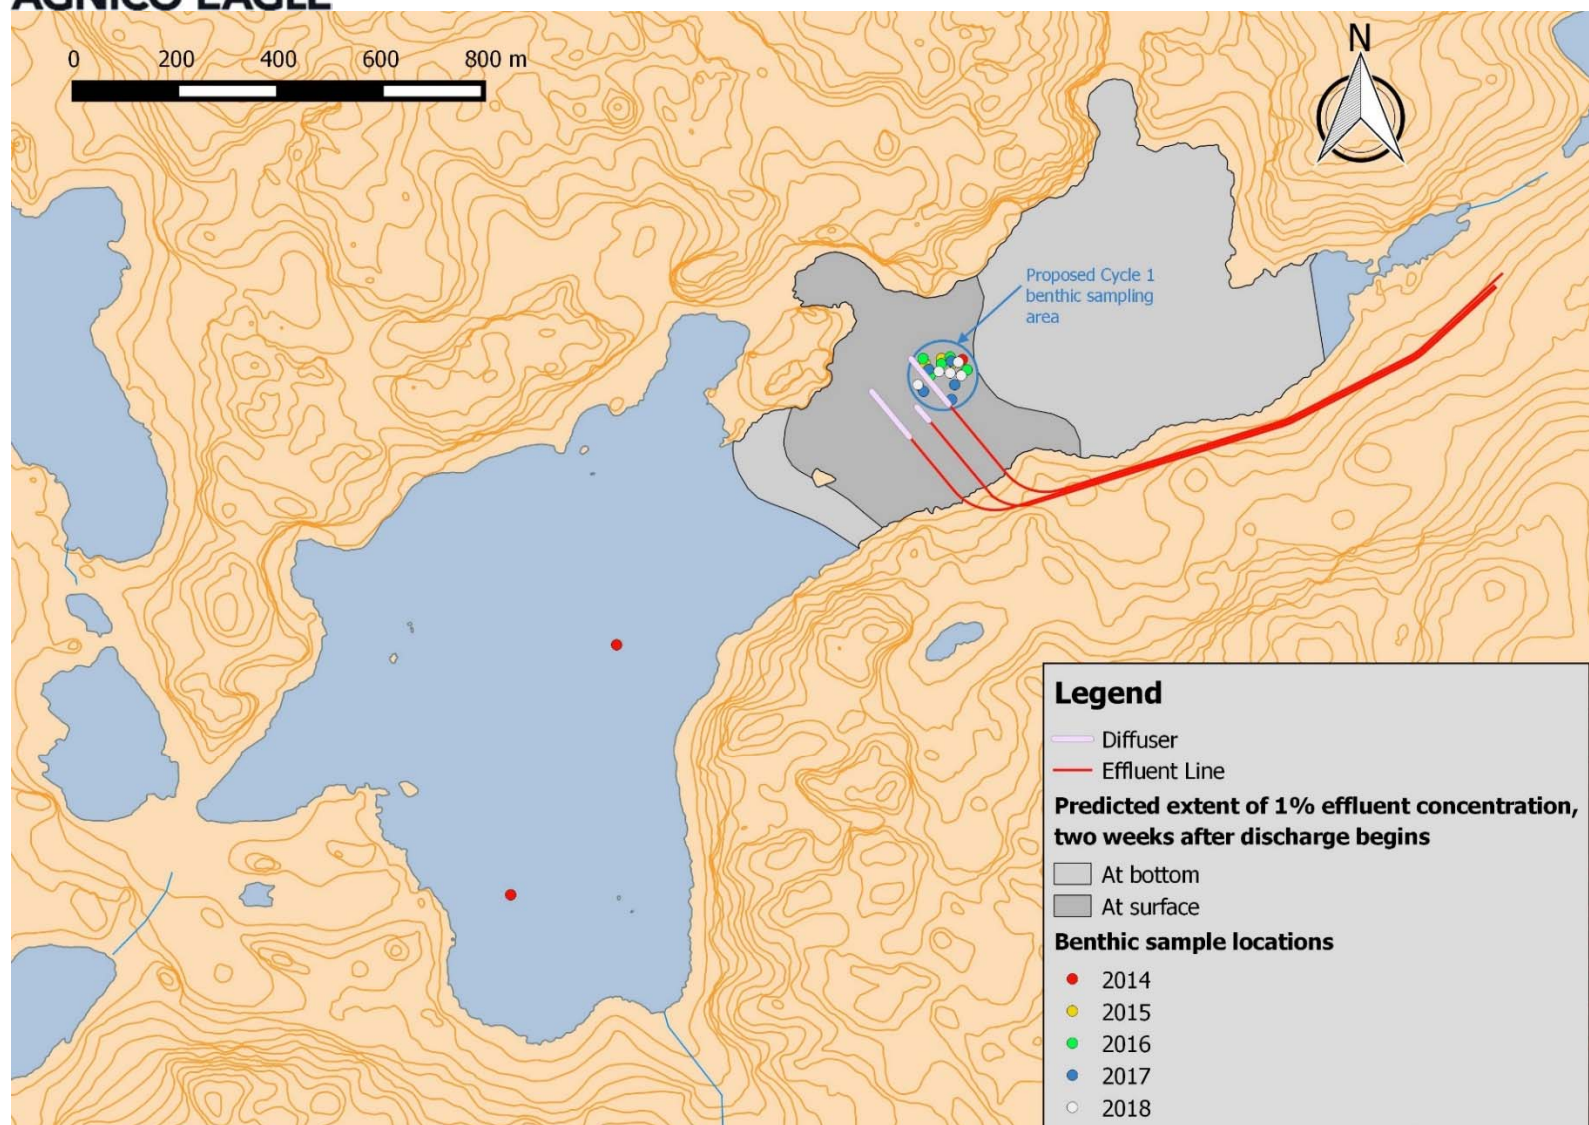 AGNICO EAGLE
0 200 400 600 800 m
N
Proposed Cycle 1
benthic sampling
area
Legend
Diffuser
Effluent Line
Predicted extent of 1% effluent concentration,
two weeks after discharge begins
At bottom
At surface
Benthic sample locations
2014
2015
2016
2017
2018